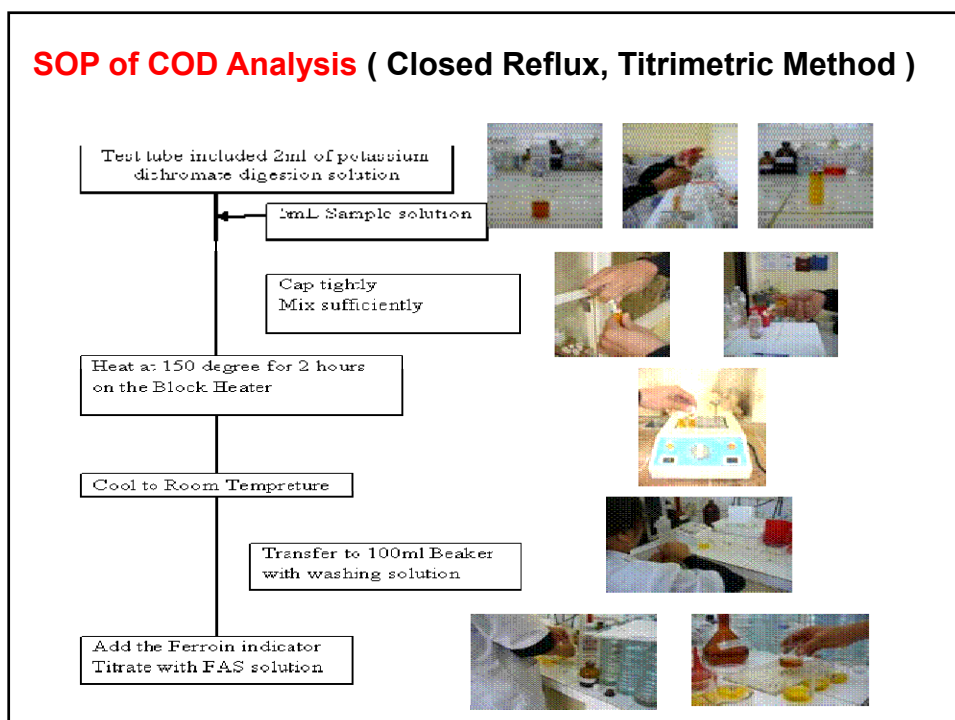 SOP of COD Analysis ( Closed Reflux, Titrimetric Method )
Test tube included 2ml of potassium
dichromate digestion solution
Sample solution
Cap tightly
Mix sufficiently
Heat at 150 degree for 2 hours
on the Block Heater
Cool to Room Tempreture
Transfer to 100ml Beaker
with washing solution
Add the Ferroin indicator
Titrate with FAS solution